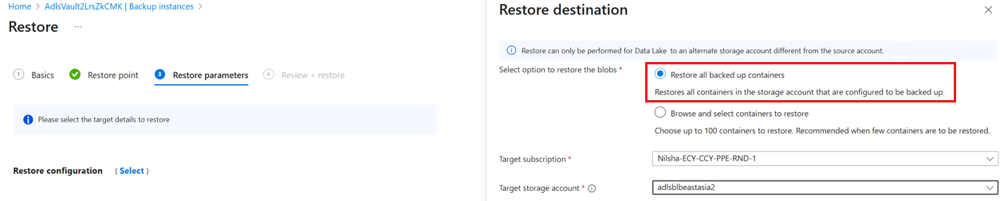 Home > AdlsVault2LrsZkCMK | Backup instances >
Restore ...
1 Basics
Restore point
3 Restore parameters
4 Review + restore
Please select the target details to restore
Restore configuration ( Select )
Restore destination
Restore can only be performed for Data Lake to an alternate storage account different from the source account.
Select option to restore the blobs *
Restore all backed up containers
Restores all containers in the storage account that are configured to be backed up.
Browse and select containers to restore
Choose up to 100 containers to restore. Recommended when few containers are to be restored.
Target subscription * Nilsha-ECY-CCY-PPE-RND-1
Target storage account * adlsblbeastasia2